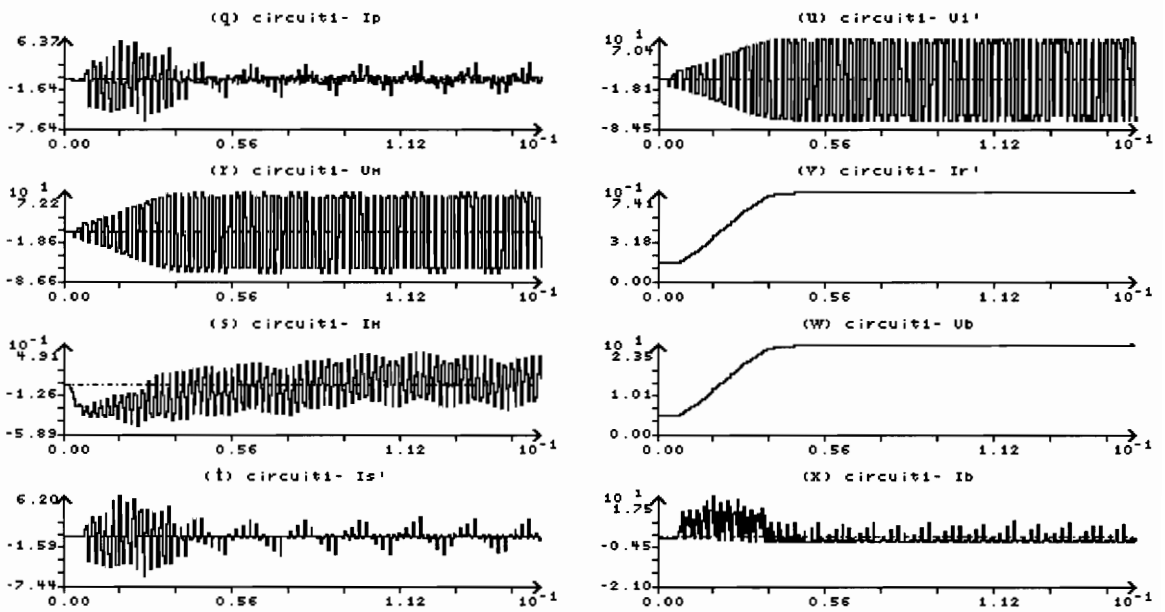 (q) circuit1- Ip
6.37
-1.64
-7.64
0.00 0.56 1.12 10⁻¹
(r) circuit1- UM
10 1
7.22
-1.86
-8.66
0.00 0.56 1.12 10⁻¹
(s) circuit1- IM
10⁻¹
4.91
-1.26
-5.89
0.00 0.56 1.12 10⁻¹
(t) circuit1- Is'
6.20
-1.59
-7.44
0.00 0.56 1.12 10⁻¹
(u) circuit1- Ui'
10 1
7.04
-1.81
-8.45
0.00 0.56 1.12 10⁻¹
(v) circuit1- Ir'
10⁻¹
7.41
3.18
0.00
0.00 0.56 1.12 10⁻¹
(w) circuit1- Ub
10 1
2.35
1.01
0.00
0.00 0.56 1.12 10⁻¹
(x) circuit1- Ib
10 1
1.75
-0.45
-2.10
0.00 0.56 1.12 10⁻¹